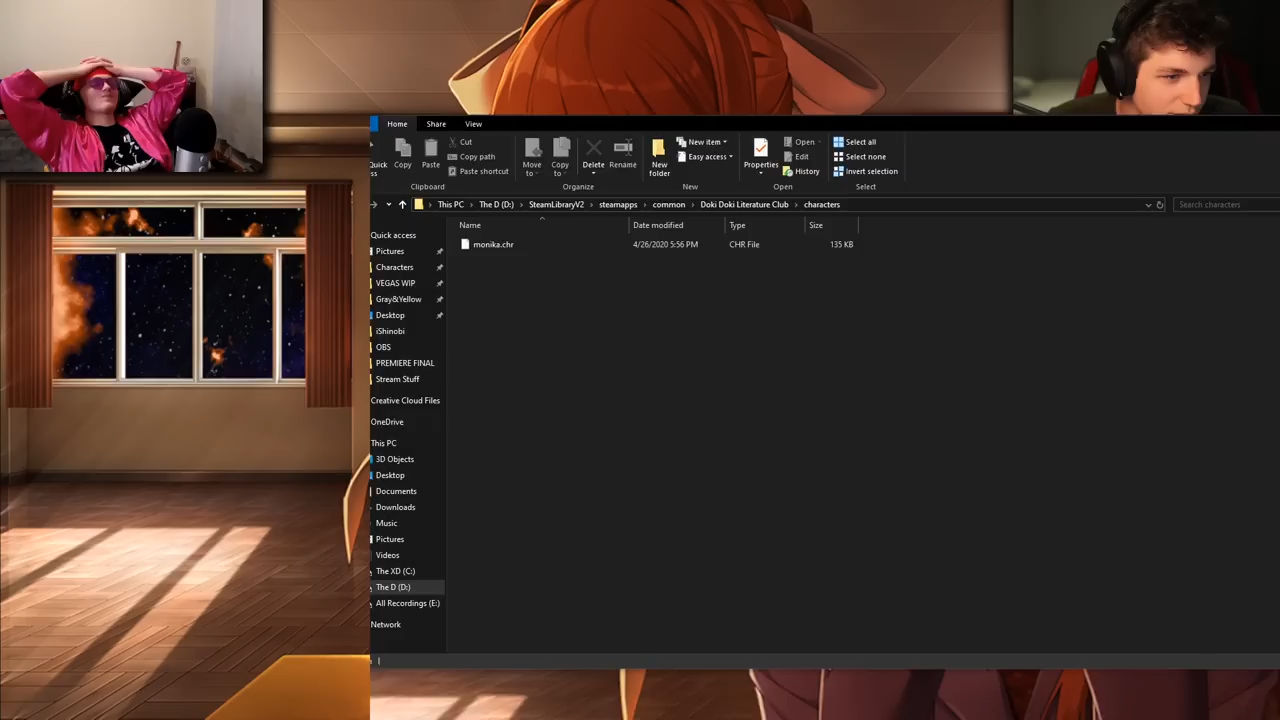 Home Share View
Quick
ss
Copy
Paste
Cut
Copy path
Paste shortcut
Clipboard
Move
to
Copy
to
Delete
Rename
Organize
New
folder
New item
Easy access
New
Properties
Open
Edit
History
Open
Select all
Select none
Invert selection
Select
This PC > The D (D:) > SteamLibraryV2 > steamapps > common > Doki Doki Literature Club > characters
Search characters
Name Date modified Type Size
monika.chr 4/26/2020 5:56 PM CHR File 135 KB
Quick access
Pictures
Characters
VEGAS WIP
Gray&Yellow
Desktop
iShinobi
OBS
PREMIERE FINAL
Stream Stuff
Creative Cloud Files
OneDrive
This PC
3D Objects
Desktop
Documents
Downloads
Music
Pictures
Videos
The XD (C:)
The D (D:)
All Recordings (E:)
Network